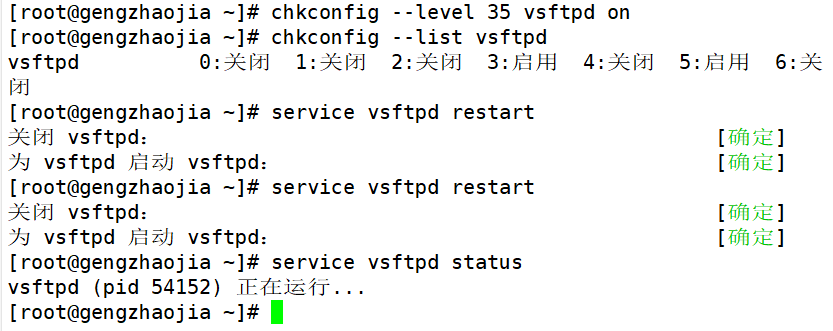 [root@gengzhaojia ~]# chkconfig --level 35 vsftpd on
[root@gengzhaojia ~]# chkconfig --list vsftpd
vsftpd          0:关闭  1:关闭  2:关闭  3:启用  4:关闭  5:启用  6:关
闭
[root@gengzhaojia ~]# service vsftpd restart
关闭 vsftpd：                                              [确定]
为 vsftpd 启动 vsftpd：                                    [确定]
[root@gengzhaojia ~]# service vsftpd restart
关闭 vsftpd：                                              [确定]
为 vsftpd 启动 vsftpd：                                    [确定]
[root@gengzhaojia ~]# service vsftpd status
vsftpd (pid 54152) 正在运行...
[root@gengzhaojia ~]#